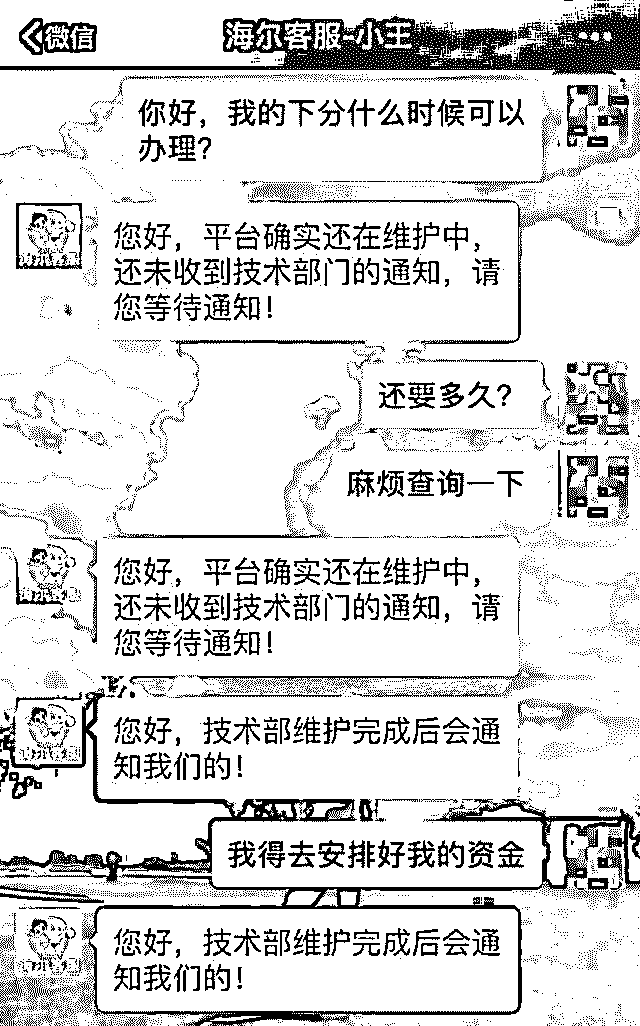 微信
海尔客服-小王
你好，我的下分什么时候可以
办理？
您好，平台确实还在维护中，
还未收到技术部门的通知，请
您等待通知！
还要多久？
麻烦查询一下
您好，平台确实还在维护中，
还未收到技术部门的通知，请
您等待通知！
您好，技术部维护完成后会通
知我们的！
我得去安排好我的资金
您好，技术部维护完成后会通
知我们的！